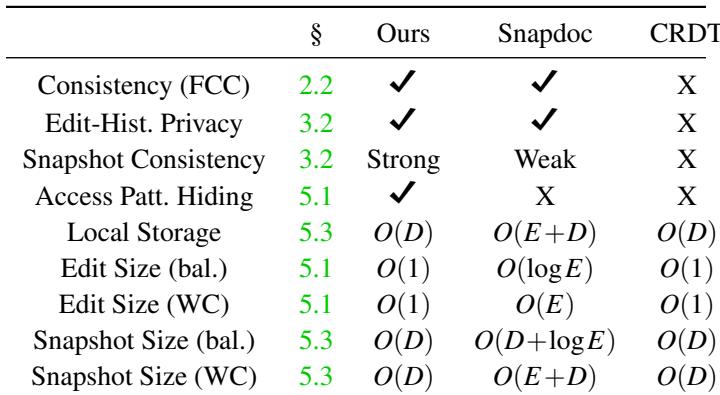 § Ours Snapdoc CRDT
Consistency (FCC) 2.2 ✓ ✓ X
Edit-Hist. Privacy 3.2 ✓ ✓ X
Snapshot Consistency 3.2 Strong Weak X
Access Patt. Hiding 5.1 ✓ X X
Local Storage 5.3 O(D) O(E+D) O(D)
Edit Size (bal.) 5.1 O(1) O(log E) O(1)
Edit Size (WC) 5.1 O(1) O(E) O(1)
Snapshot Size (bal.) 5.3 O(D) O(D+log E) O(D)
Snapshot Size (WC) 5.3 O(D) O(E+D) O(D)